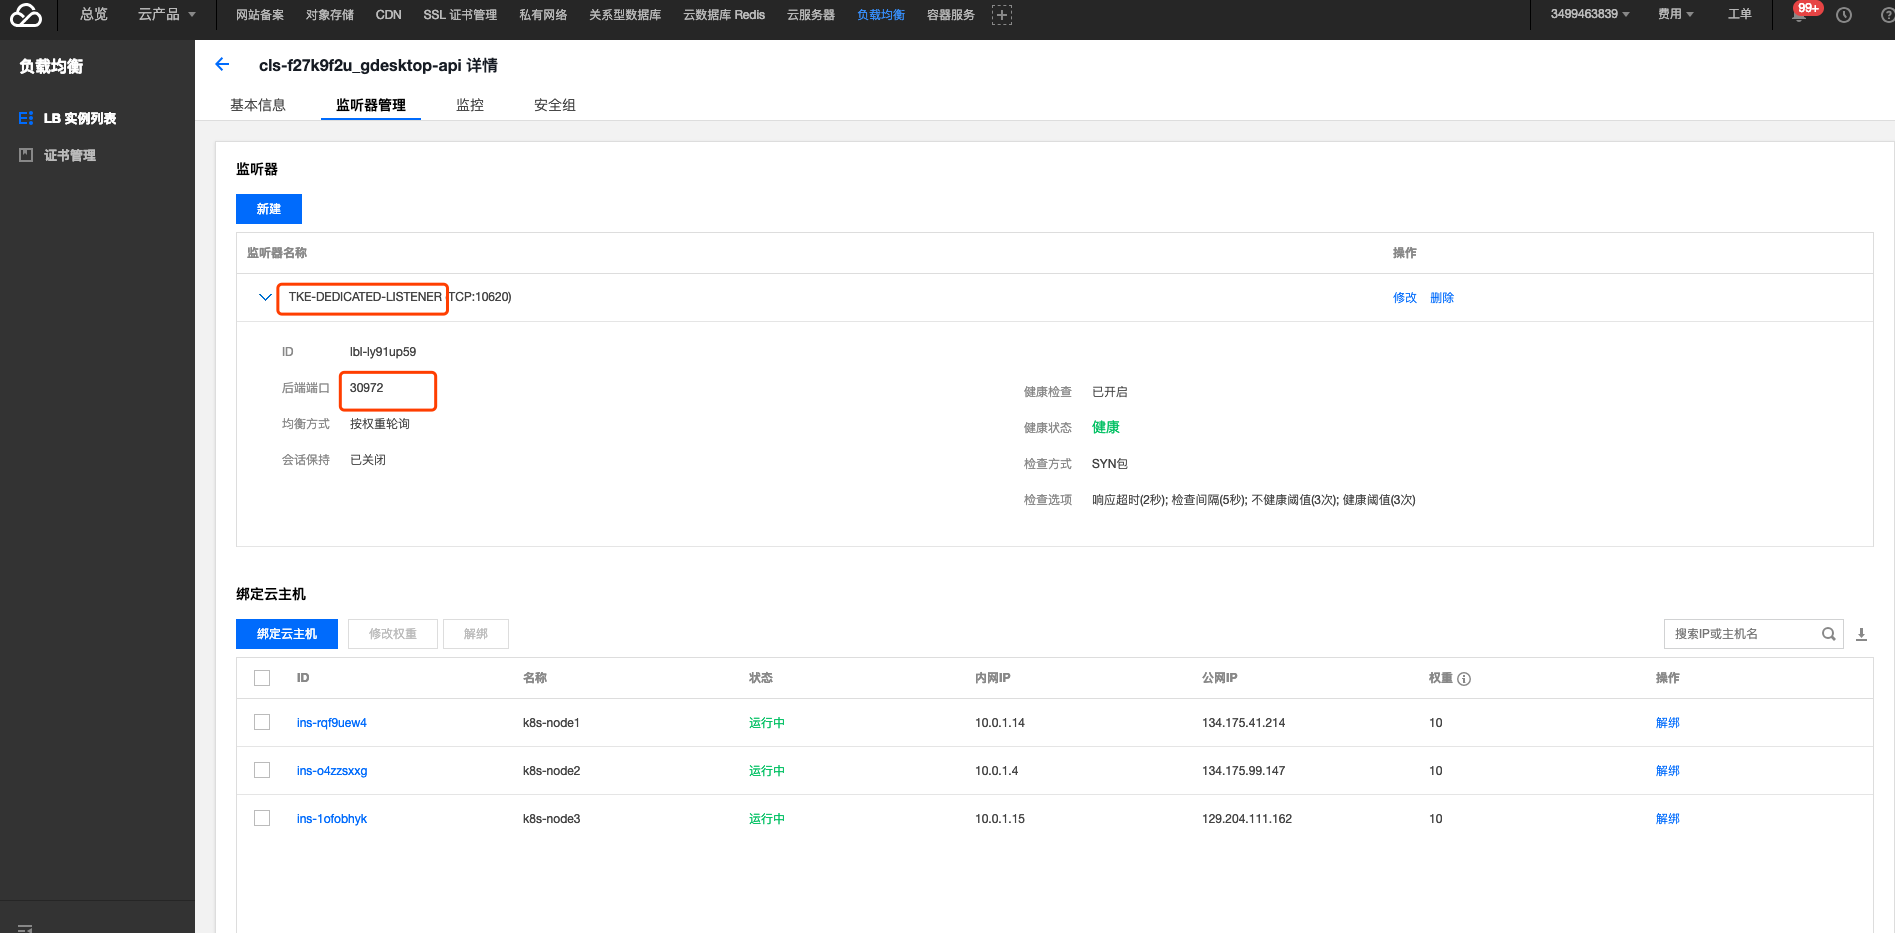 总览 云产品 网站备案 对象存储 CDN SSL 证书管理 私有网络 关系型数据库 云数据库 Redis 云服务器 负载均衡 容器服务 3499463839 费用 工单 99+
负载均衡
LB 实例列表
证书管理
cls-f27k9f2u_gdesktop-api 详情
基本信息 监听器管理 监控 安全组
监听器
新建
监听器名称 操作
TKE-DEDICATED-LISTENER (TCP:10620) 修改 删除
ID lbl-ly91up59
后端端口 30972
均衡方式 按权重轮询
会话保持 已关闭
健康检查 已开启
健康状态 健康
检查方式 SYN包
检查选项 响应超时(2秒); 检查间隔(5秒); 不健康阈值(3次); 健康阈值(3次)
绑定云主机
绑定云主机 修改权重 解绑 搜索IP或主机名
ID 名称 状态 内网IP 公网IP 权重 操作
ins-rqf9uew4 k8s-node1 运行中 10.0.1.14 134.175.41.214 10 解绑
ins-o4zzsxxg k8s-node2 运行中 10.0.1.4 134.175.99.147 10 解绑
ins-1ofobhyk k8s-node3 运行中 10.0.1.15 129.204.111.162 10 解绑